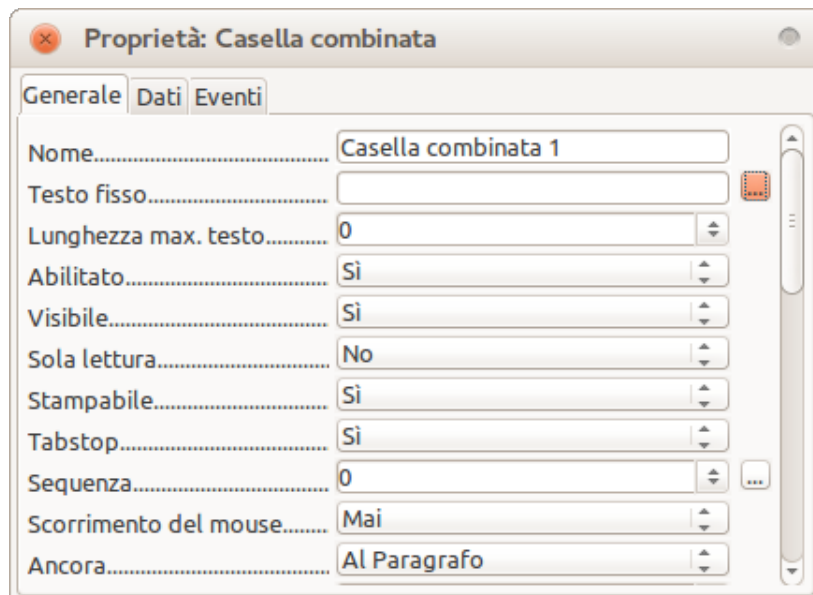 Proprietà: Casella combinata
Generale Dati Eventi
Nome........................................ Casella combinata 1
Testo fisso................................ ...
Lunghezza max. testo............ 0
Abilitato.................................... Sì
Visibile....................................... Sì
Sola lettura.............................. No
Stampabile................................ Sì
Tabstop..................................... Sì
Sequenza................................... 0 ...
Scorrimento del mouse........ Mai
Ancora....................................... Al Paragrafo